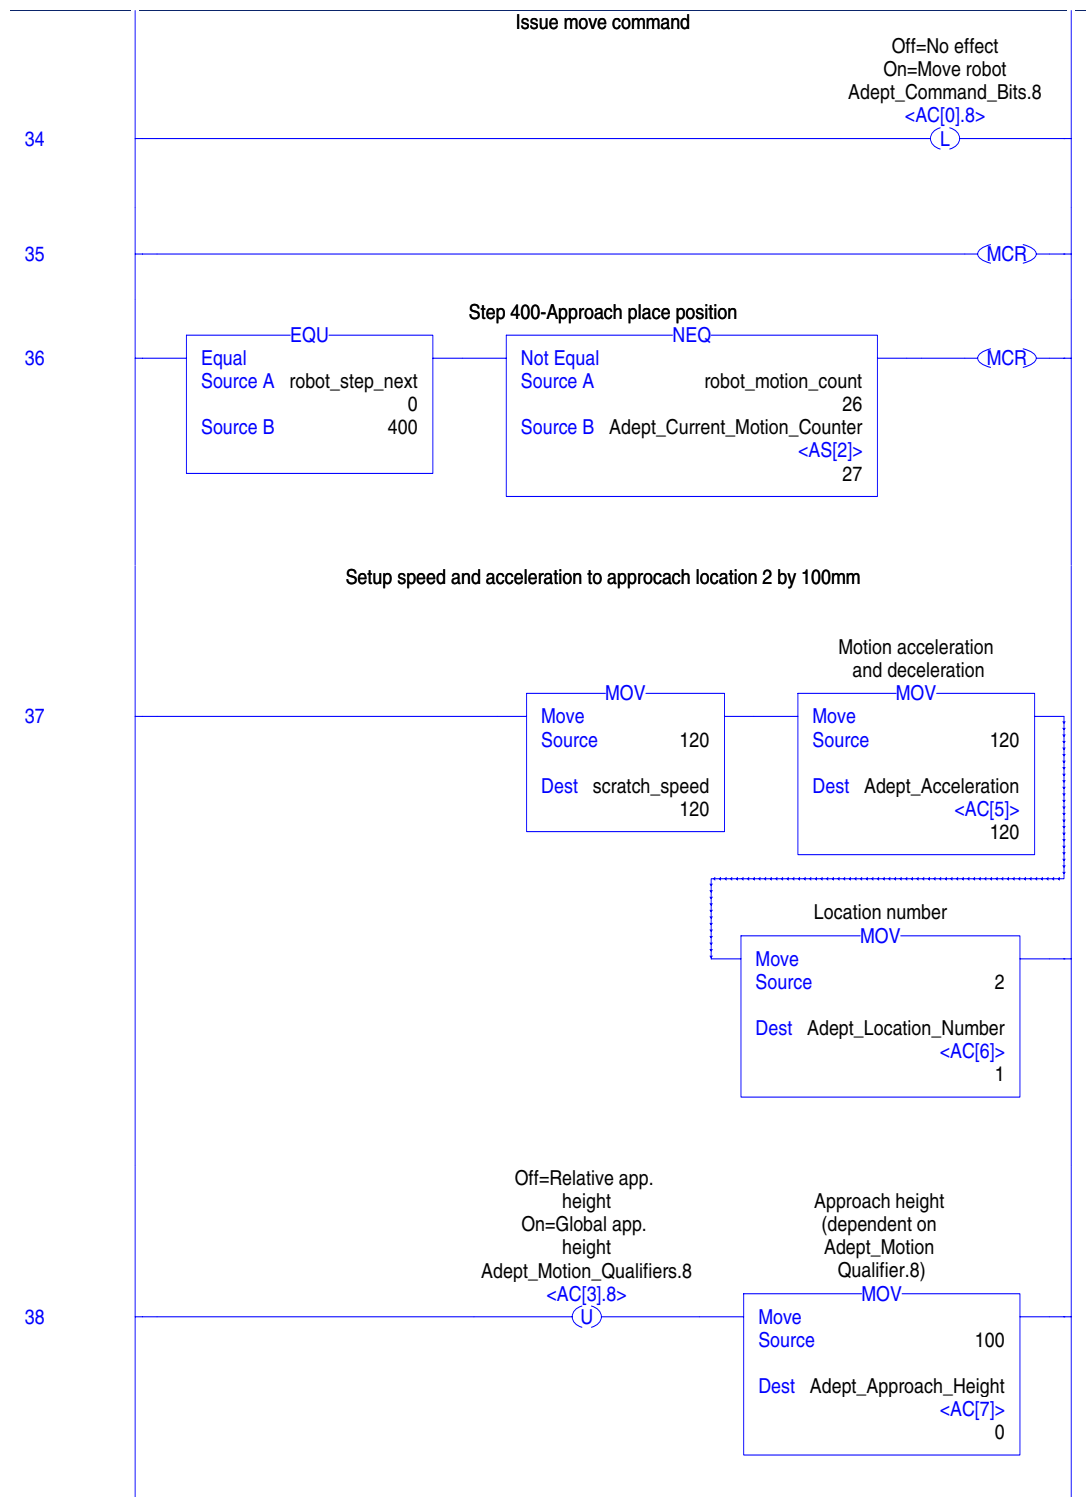 Issue move command
Off=No effect
On=Move robot
Adept_Command_Bits.8
<AC[0].8>
34
L
35
MCR
Step 400-Approach place position
36
EQU
Equal
Source A robot_step_next
0
Source B 400
NEQ
Not Equal
Source A robot_motion_count
26
Source B Adept_Current_Motion_Counter
<AS[2]>
27
MCR
Setup speed and acceleration to approcach location 2 by 100mm
37
MOV
Move
Source 120
Dest scratch_speed
120
Motion acceleration
and deceleration
MOV
Move
Source 120
Dest Adept_Acceleration
<AC[5]>
120
Location number
MOV
Move
Source 2
Dest Adept_Location_Number
<AC[6]>
1
38
Off=Relative app.
height
On=Global app.
height
Adept_Motion_Qualifiers.8
<AC[3].8>
U
Approach height
(dependent on
Adept_Motion
Qualifier.8)
MOV
Move
Source 100
Dest Adept_Approach_Height
<AC[7]>
0